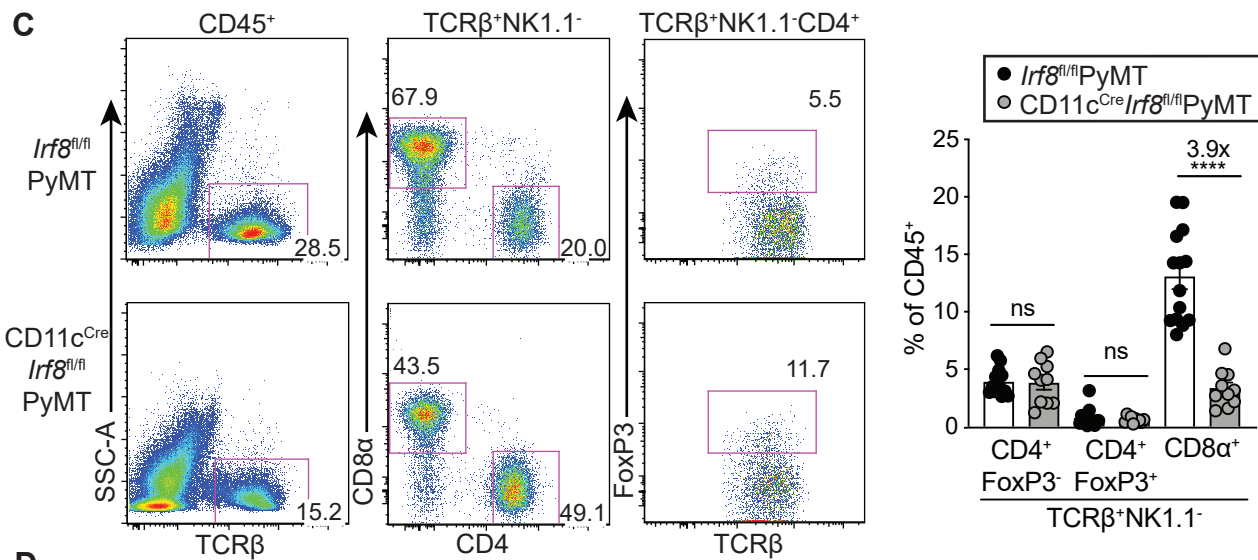 C
CD45⁺
TCRβ⁺NK1.1⁻
TCRβ⁺NK1.1⁻CD4⁺
Irf8ᶠˡ/ᶠˡ
PyMT
28.5
67.9
20.0
5.5
CD11cCre
Irf8fl/fl
PyMT
15.2
43.5
49.1
11.7
SSC-A
CD8α
FoxP3
TCRβ
CD4
TCRβ
Irf8fl/flPyMT
CD11cCreIrf8fl/flPyMT
% of CD45⁺
25
20
15
10
5
0
ns
ns
3.9x
****
CD4⁺
FoxP3⁻
CD4⁺
FoxP3⁺
CD8α⁺
TCRβ⁺NK1.1⁻